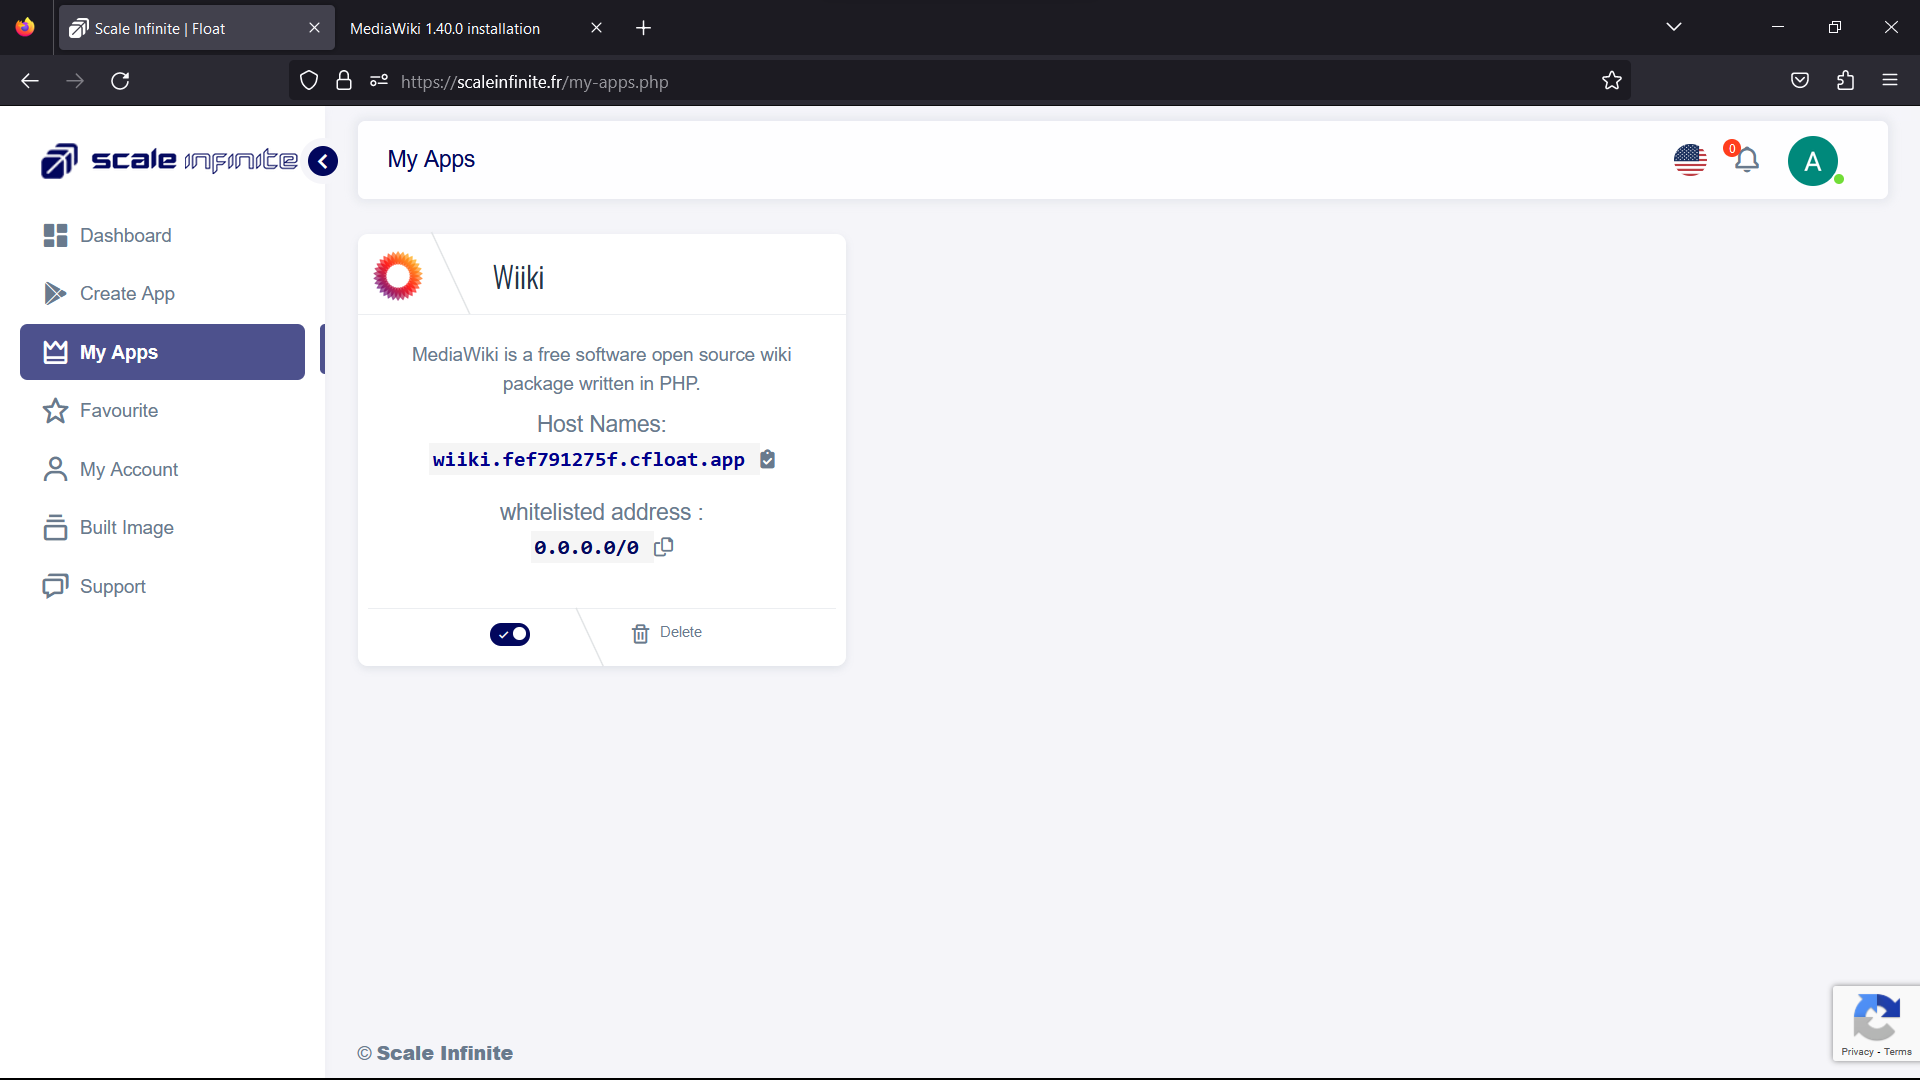 Scale Infinite | Float
MediaWiki 1.40.0 installation
https://scaleinfinite.fr/my-apps.php
scale infinite
My Apps
0
A
Dashboard
Create App
My Apps
Favourite
My Account
Built Image
Support
Wiiki
MediaWiki is a free software open source wiki
package written in PHP.
Host Names:
wiiki.fef791275f.cfloat.app
whitelisted address :
0.0.0.0/0
Delete
© Scale Infinite
Privacy - Terms